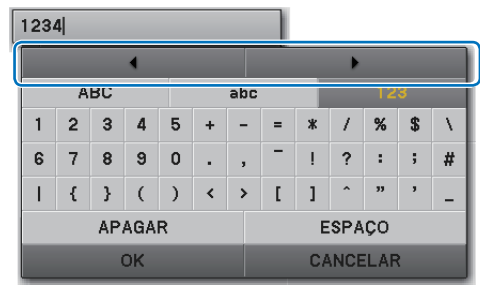 1234
◀ ▶
ABC abc 123
1 2 3 4 5 + - = * / % $ \
6 7 8 9 0 . , ‾ ! ? : ; #
| { } ( ) < > [ ] ^ " ' _
APAGAR ESPAÇO
OK CANCELAR